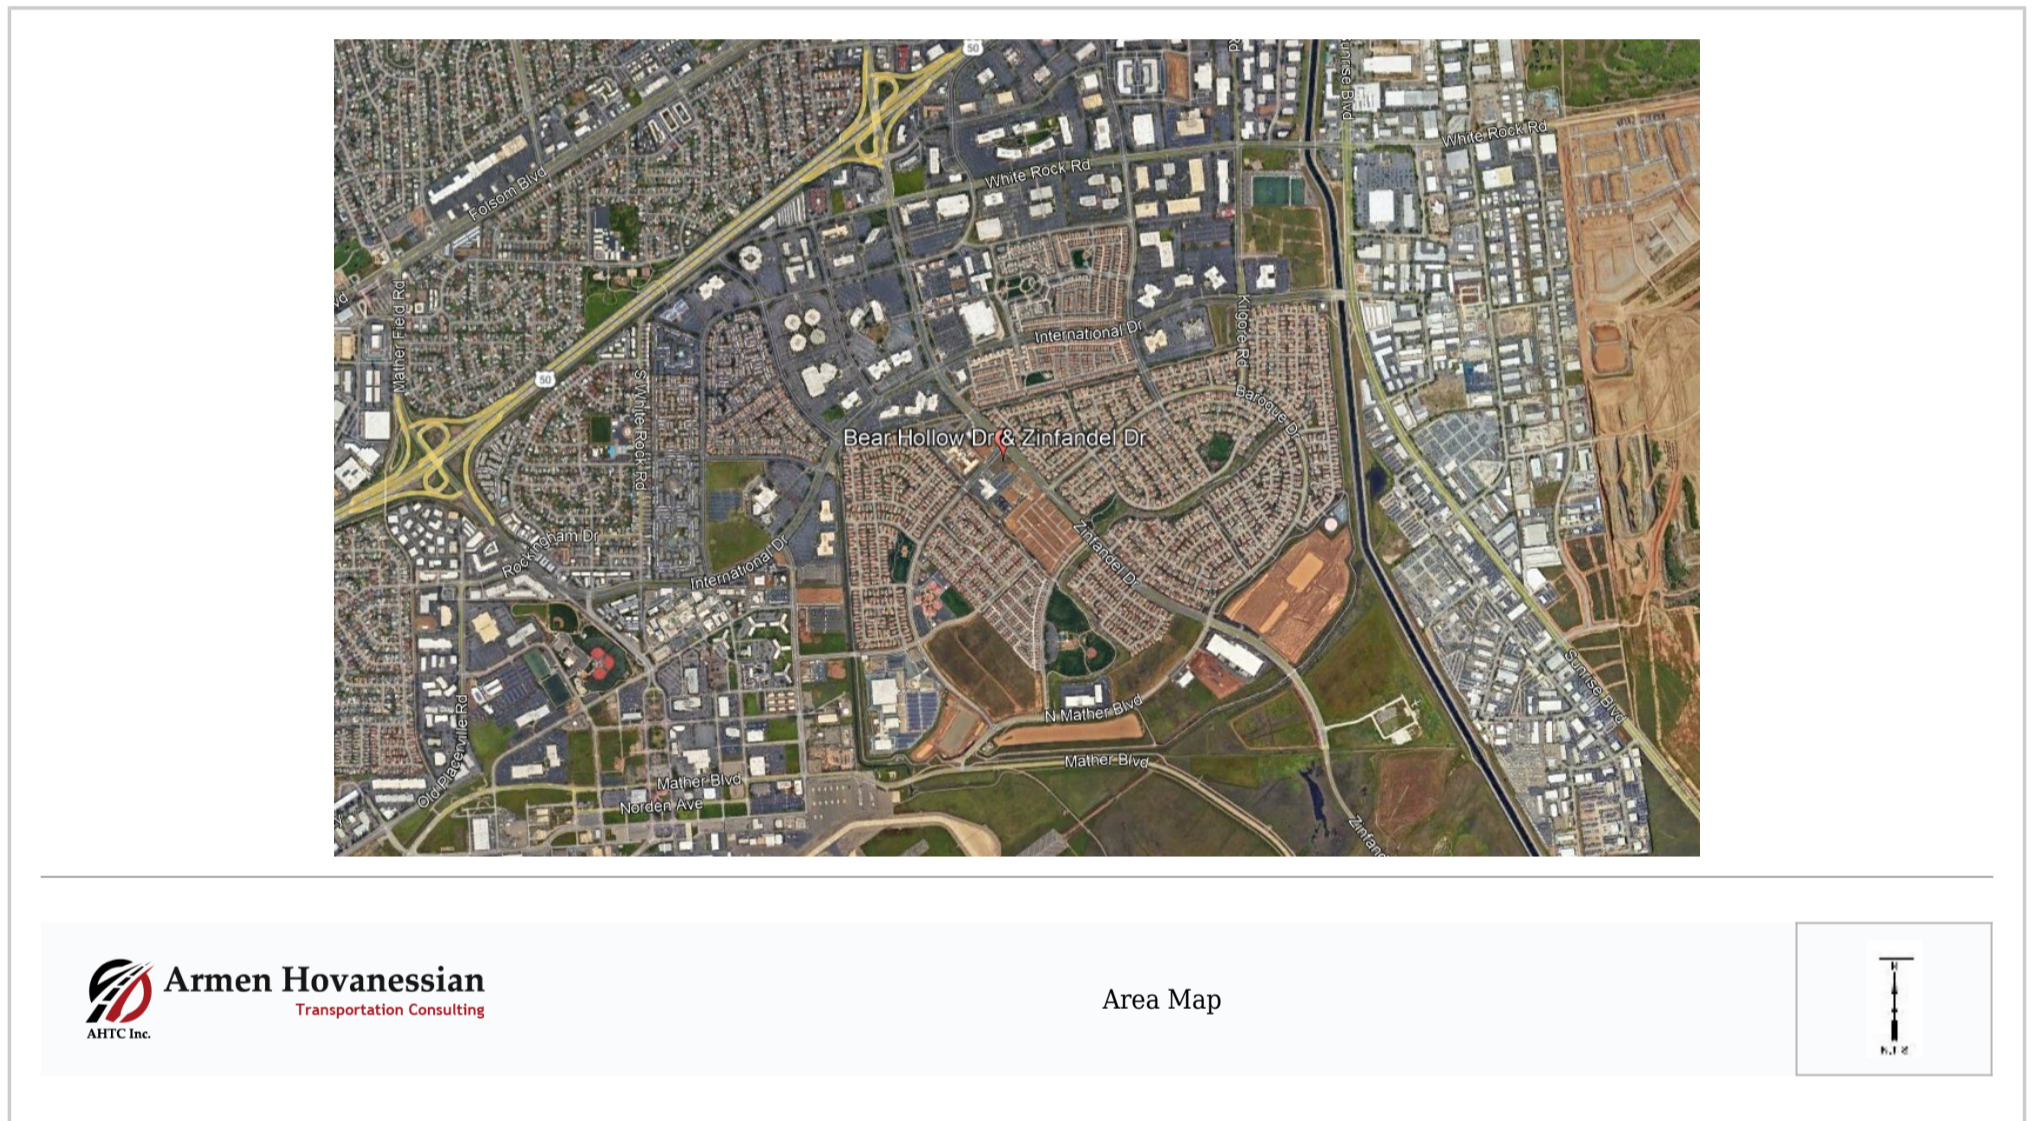 50
Rd
Sunrise Blvd
White Rock Rd
White Rock Rd
Folsom Blvd
Mather Field Rd
International Dr
Kilgore Rd
50
S White Rock Rd
Baroque Dr
Bear Hollow Dr & Zinfandel Dr
Rockingham Dr
International Dr
Zinfandel Dr
Sunrise Blvd
N Mather Blvd
Old Placerville Rd
Mather Blvd
Mather Blvd
Norden Ave
Armen Hovanessian
Transportation Consulting
AHTC Inc.
Area Map